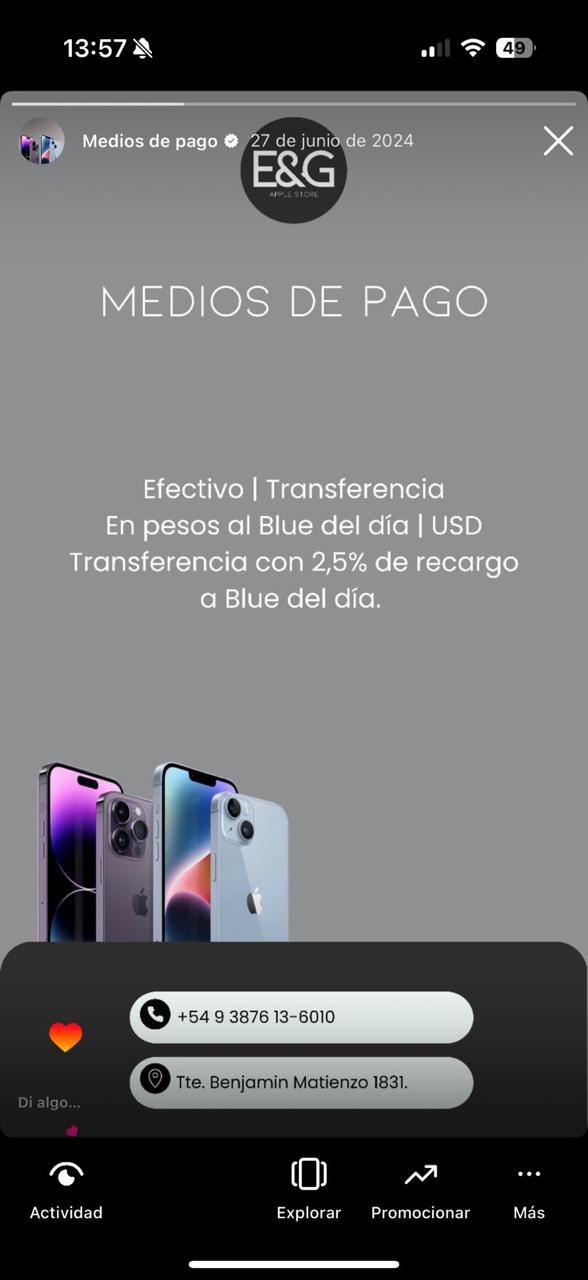 13:57
49
Medios de pago 27 de junio de 2024
E&G
APPLE STORE
MEDIOS DE PAGO
Efectivo | Transferencia
En pesos al Blue del día | USD
Transferencia con 2,5% de recargo
a Blue del día.
+54 9 3876 13-6010
Tte. Benjamin Matienzo 1831.
Di algo...
Actividad
Explorar
Promocionar
Más